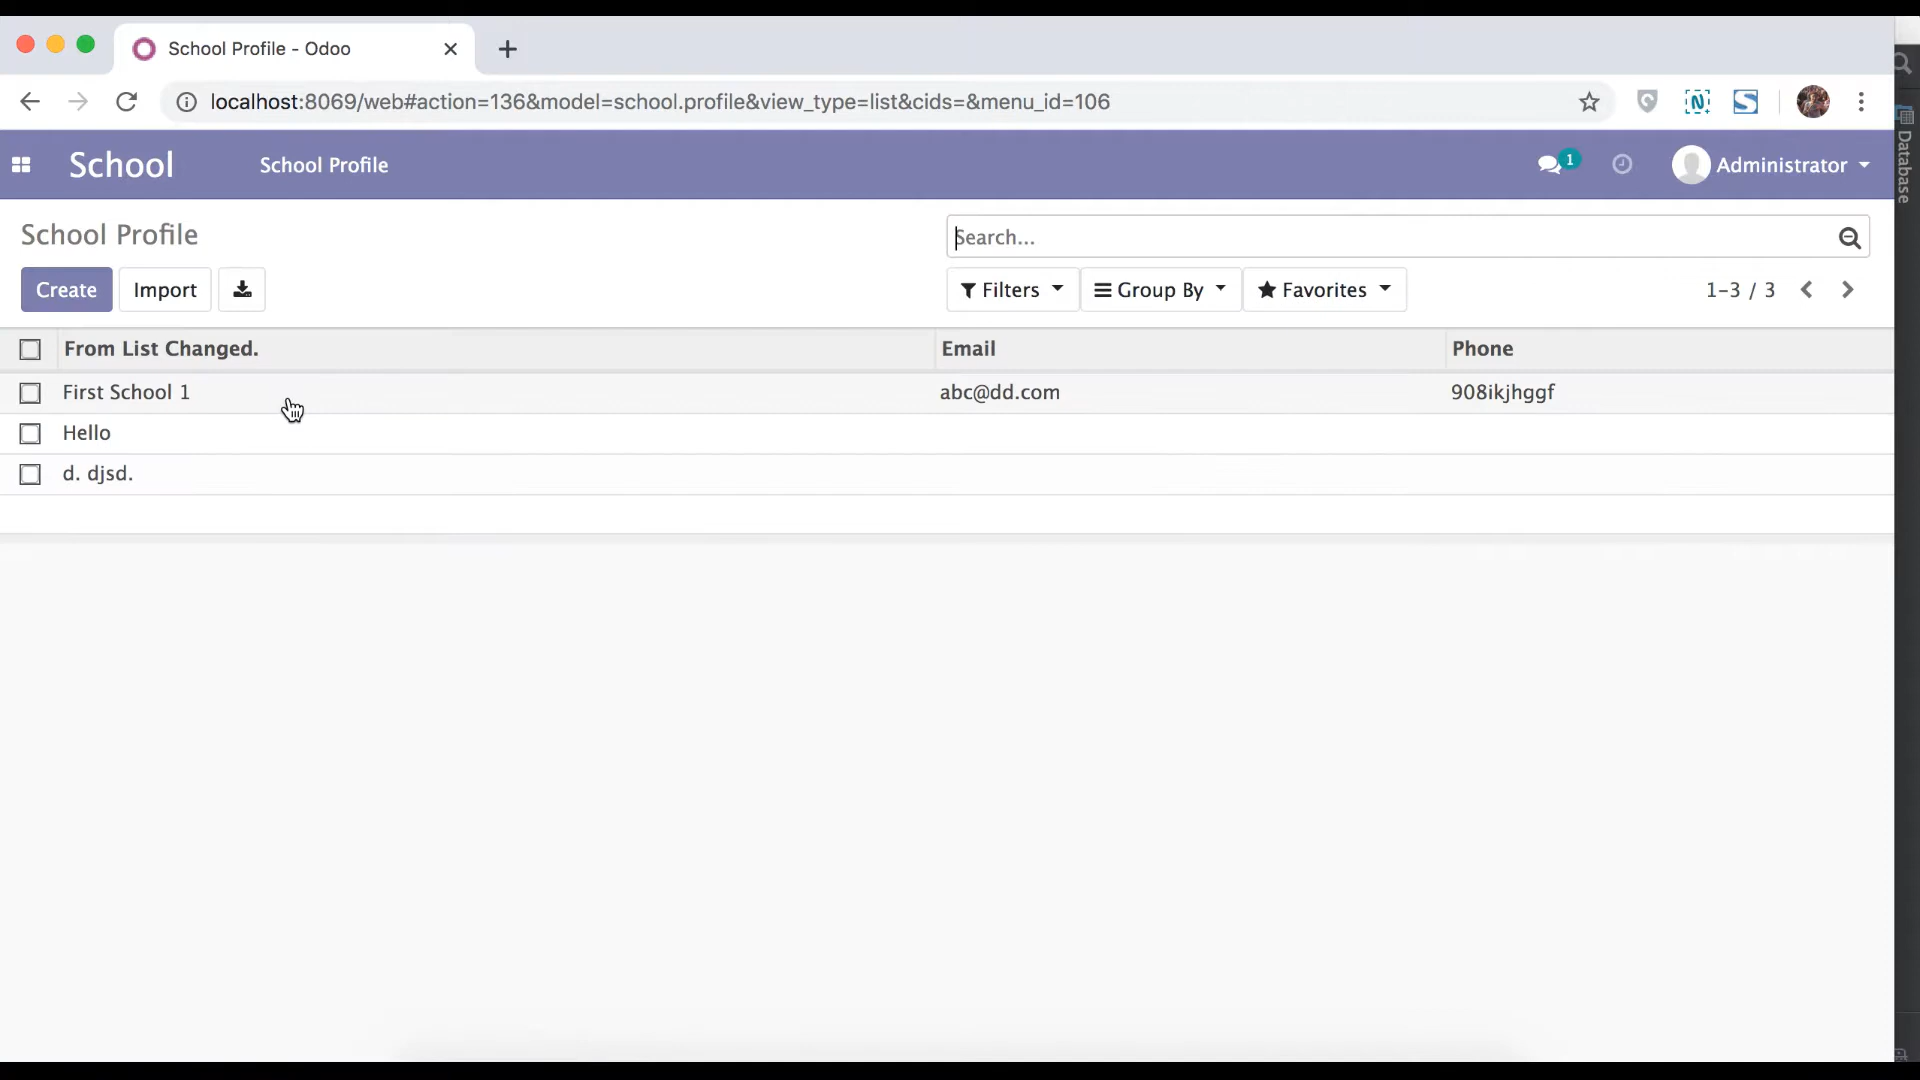 School Profile - Odoo
localhost:8069/web#action=136&model=school.profile&view_type=list&cids=&menu_id=106
School School Profile 1 Administrator
Database
School Profile
Search...
Create Import Filters Group By Favorites 1-3 / 3
From List Changed. Email Phone
First School 1 abc@dd.com 908ikjhggf
Hello
d. djsd.